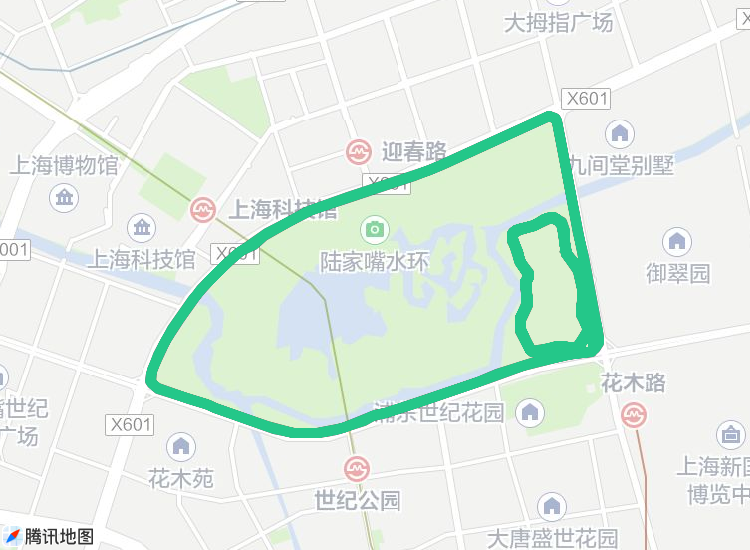 大拇指广场
X601
X601
九间堂别墅
迎春路
上海博物馆
X601
上海科技馆
上海科技馆
X601
001
陆家嘴水环
御翠园
花木路
浦东世纪花园
世纪
广场
X601
花木苑
世纪公园
上海新国
博览中
大唐盛世花园
腾讯地图